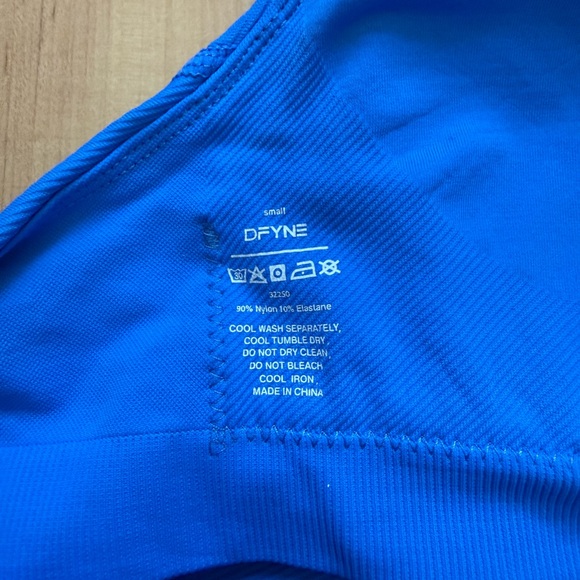 small
DFYNE
30
32250
90% Nylon 10% Elastane
COOL WASH SEPARATELY,
COOL TUMBLE DRY,
DO NOT DRY CLEAN,
DO NOT BLEACH
COOL IRON,
MADE IN CHINA